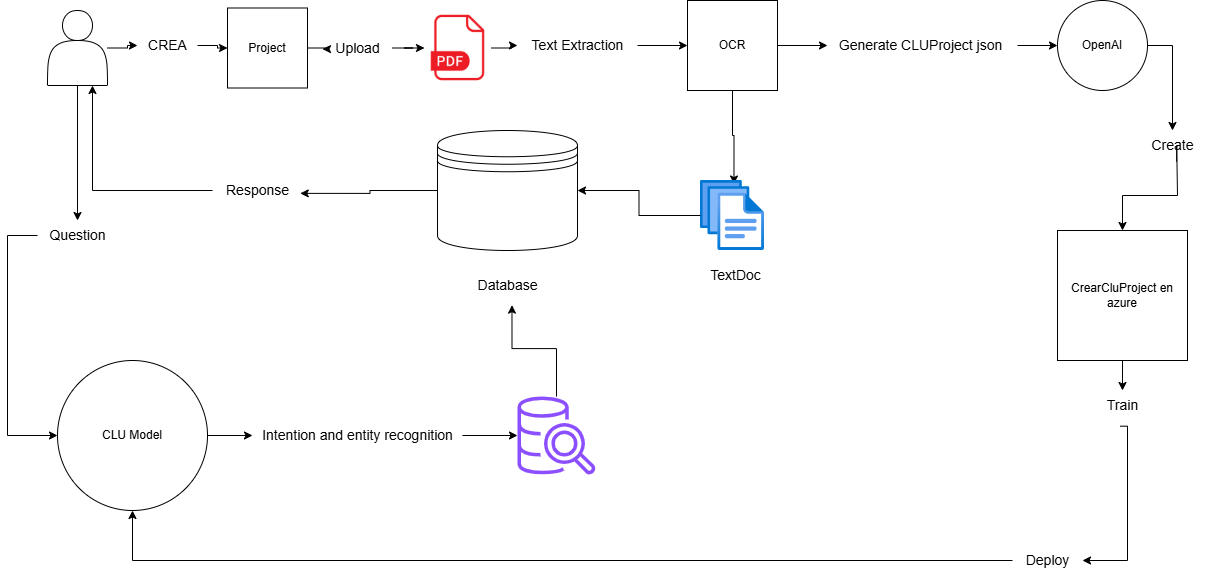 CREA
Project
Upload
PDF
Text Extraction
OCR
Generate CLUProject json
OpenAI
Create
Response
Question
TextDoc
Database
CrearCluProject en
azure
Train
CLU Model
Intention and entity recognition
Deploy